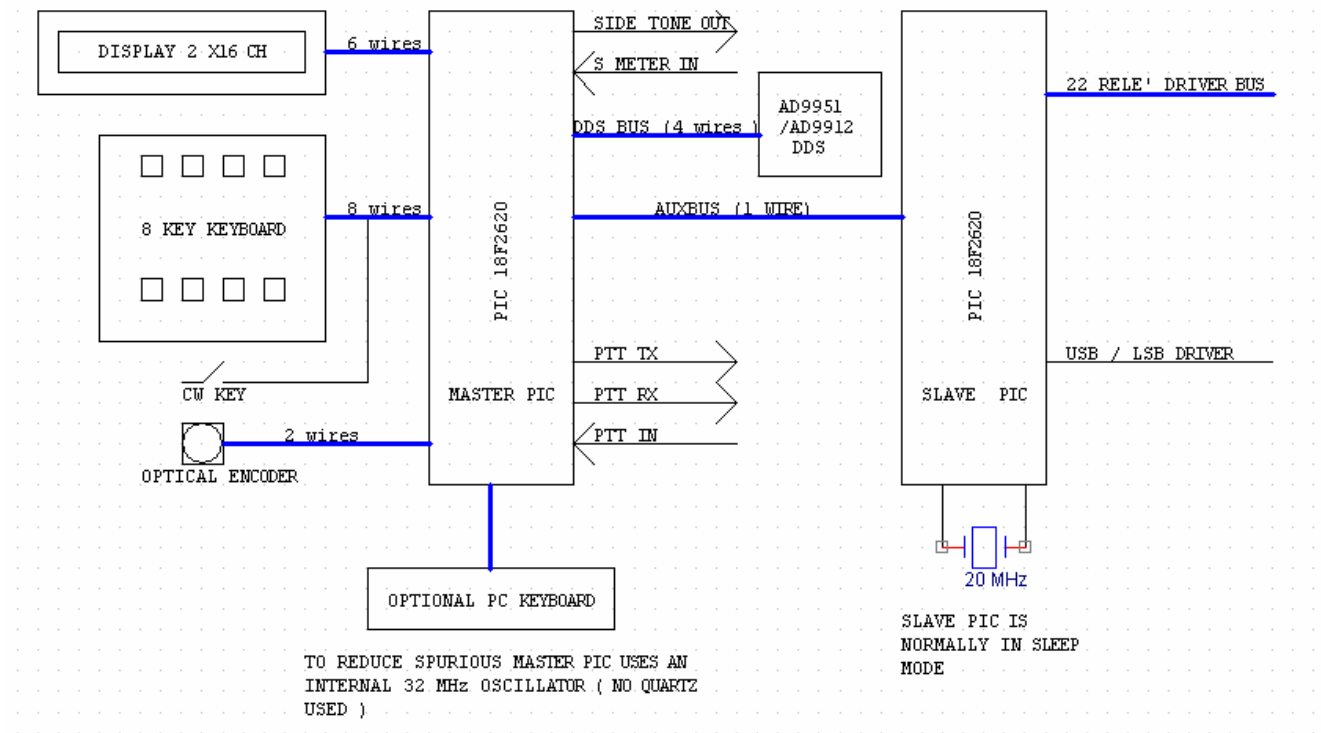 DISPLAY 2 X16 CH
6 wires
SIDE TONE OUT
S METER IN
DDS BUS (4 wires )
AD9951
/AD9912
DDS
22 RELE' DRIVER BUS
8 KEY KEYBOARD
8 wires
AUXBUS (1 WIRE)
PIC 18F2620
PIC 18F2620
PTT TX
USB / LSB DRIVER
CW KEY
MASTER PIC
PTT RX
SLAVE PIC
2 wires
PTT IN
OPTICAL ENCODER
20 MHz
OPTIONAL PC KEYBOARD
SLAVE PIC IS
NORMALLY IN SLEEP
MODE
TO REDUCE SPURIOUS MASTER PIC USES AN
INTERNAL 32 MHz OSCILLATOR ( NO QUARTZ
USED )